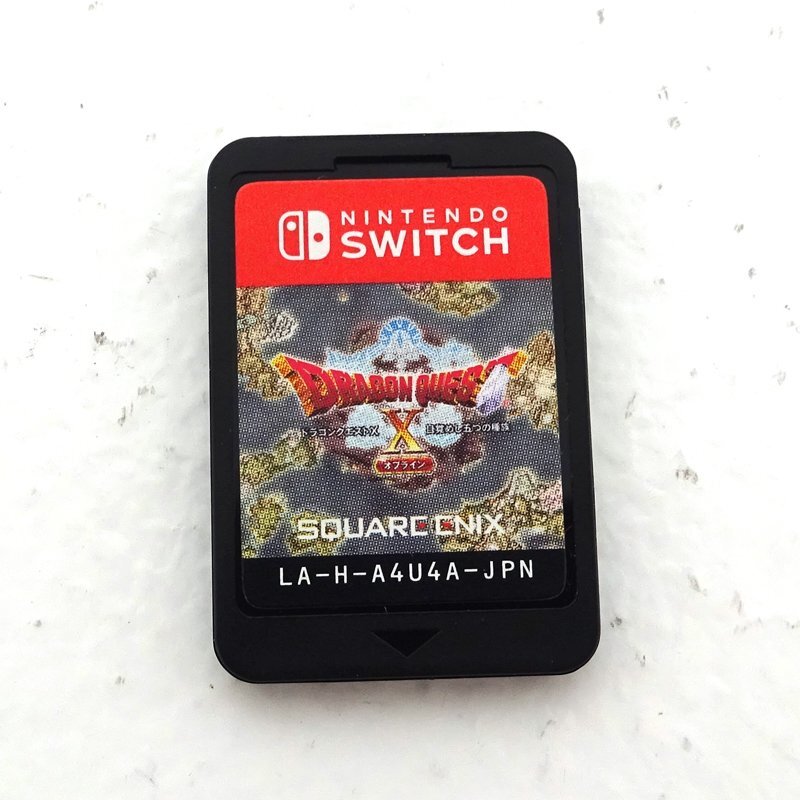 NINTENDO
SWITCH
DRAGON QUEST
ドラゴンクエストX 目覚めし五つの種族
X
オフライン
SQUARE ENIX
LA-H-A4U4A-JPN